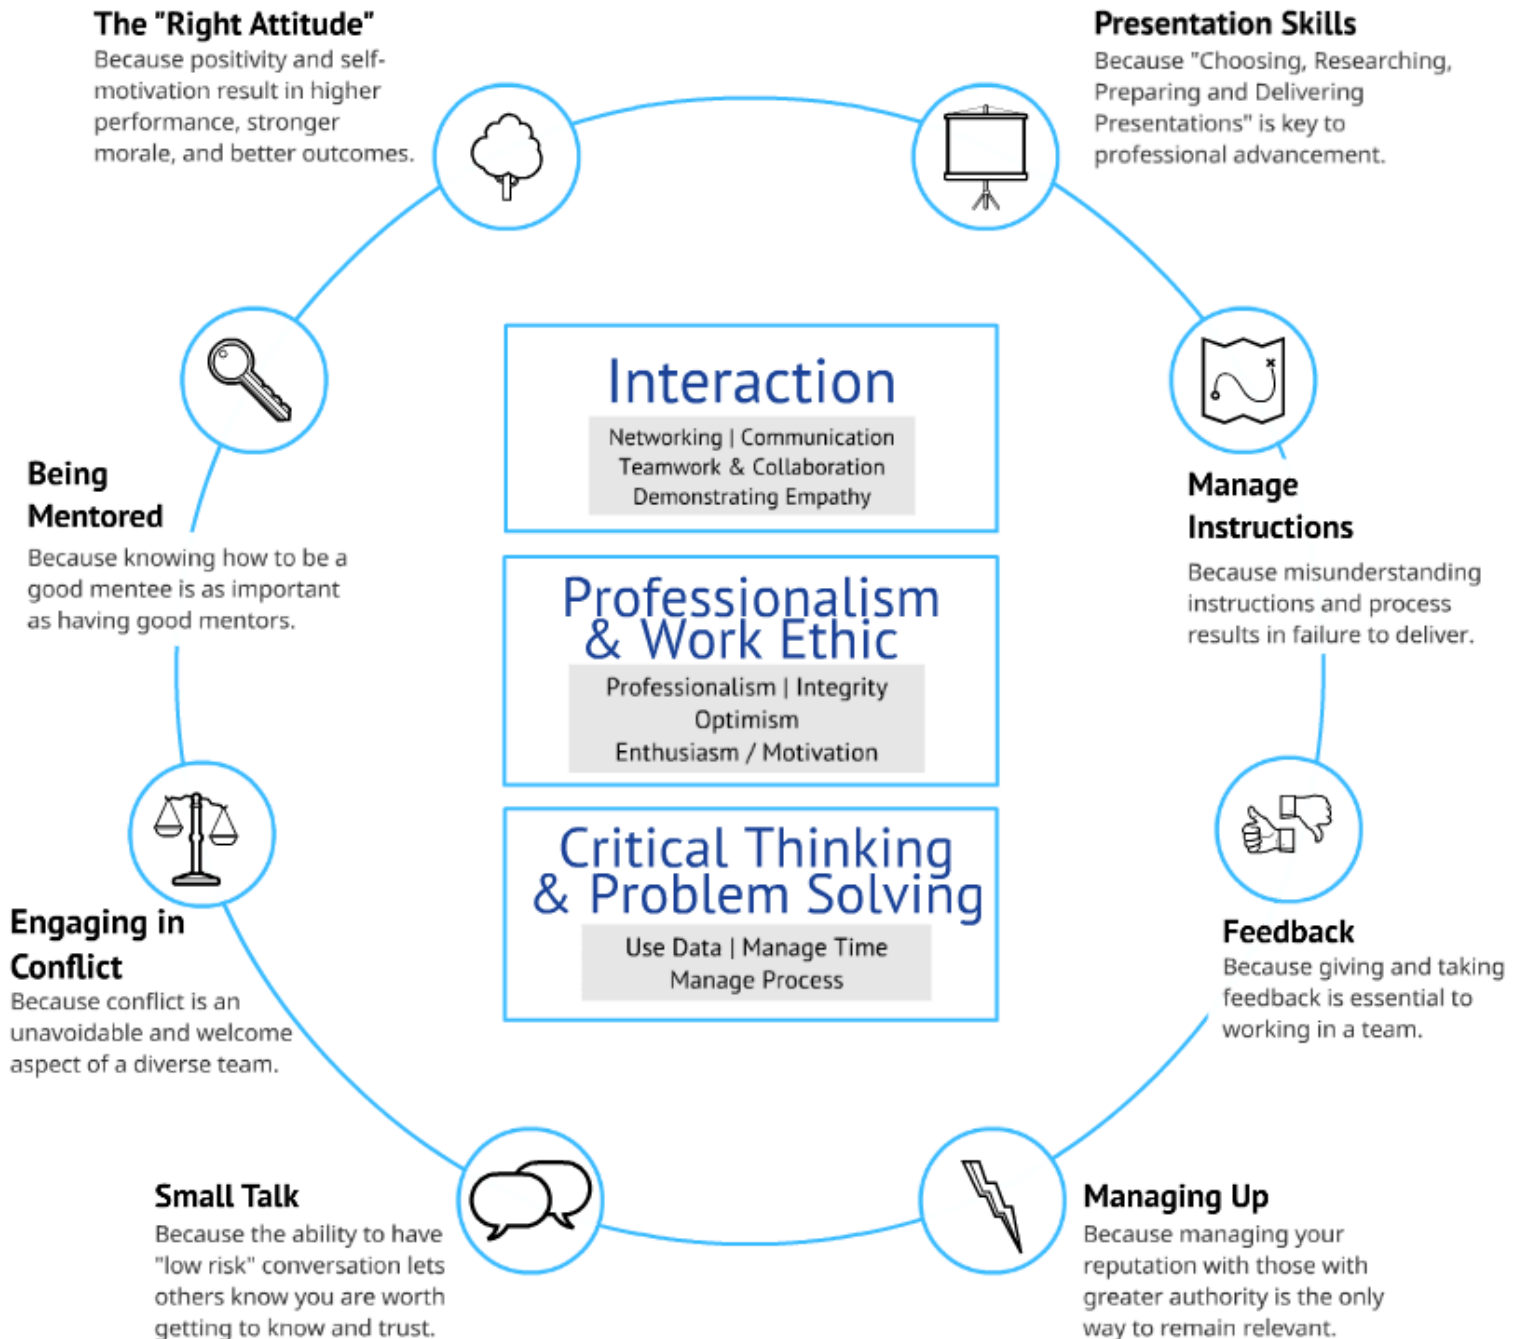 The "Right Attitude"
Because positivity and self-
motivation result in higher
performance, stronger
morale, and better outcomes.
Presentation Skills
Because "Choosing, Researching,
Preparing and Delivering
Presentations" is key to
professional advancement.
Being
Mentored
Because knowing how to be a
good mentee is as important
as having good mentors.
Interaction
Networking | Communication
Teamwork & Collaboration
Demonstrating Empathy
Manage
Instructions
Because misunderstanding
instructions and process
results in failure to deliver.
Professionalism
& Work Ethic
Professionalism | Integrity
Optimism
Enthusiasm / Motivation
Critical Thinking
& Problem Solving
Use Data | Manage Time
Manage Process
Engaging in
Conflict
Because conflict is an
unavoidable and welcome
aspect of a diverse team.
Feedback
Because giving and taking
feedback is essential to
working in a team.
Small Talk
Because the ability to have
"low risk" conversation lets
others know you are worth
getting to know and trust.
Managing Up
Because managing your
reputation with those with
greater authority is the only
way to remain relevant.